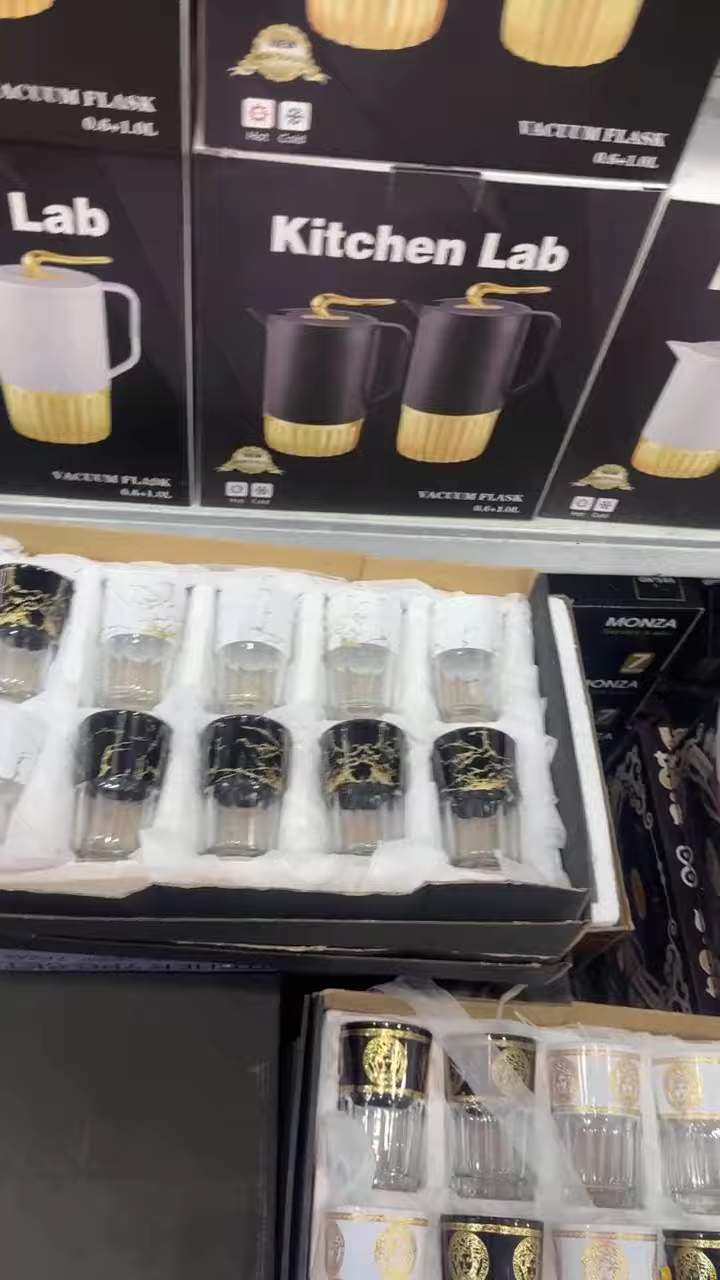 VACUUM FLASK
0.6+1.0L
Hot Cold
VACUUM FLASK
0.6+1.0L
Lab
VACUUM FLASK
0.6+1.0L
Kitchen Lab
NEW
Hot Cold
VACUUM FLASK
0.6+1.0L
Hot Cold
MONZA
MONZA